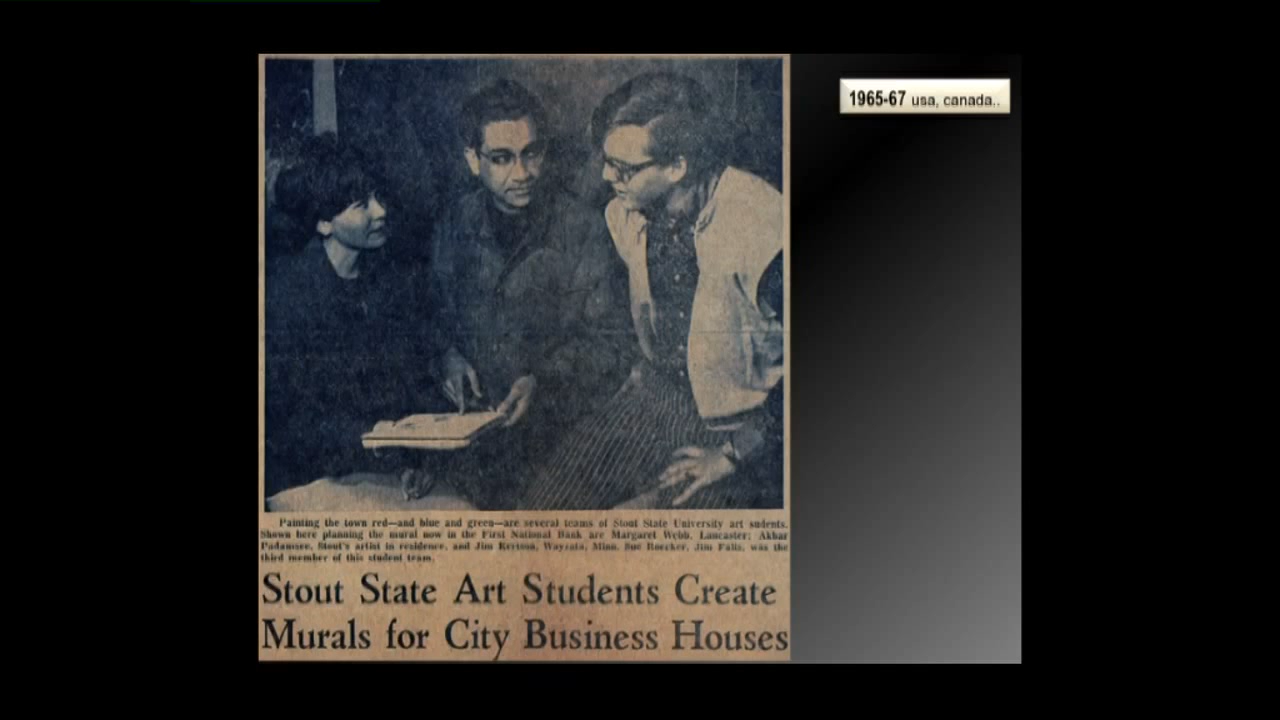 1965-67 usa, canada..
Painting the town red—and blue and green—are several teams of Stout State University art sudents.
Shown here planning the mural now in the First National Bank are Margaret Webb, Lancaster; Akbar
Padamsee, Stout's artist in residence, and Jim Kertson, Wayzata, Minn. Sue Roecker, Jim Falls, was the
third member of this student team.
Stout State Art Students Create
Murals for City Business Houses